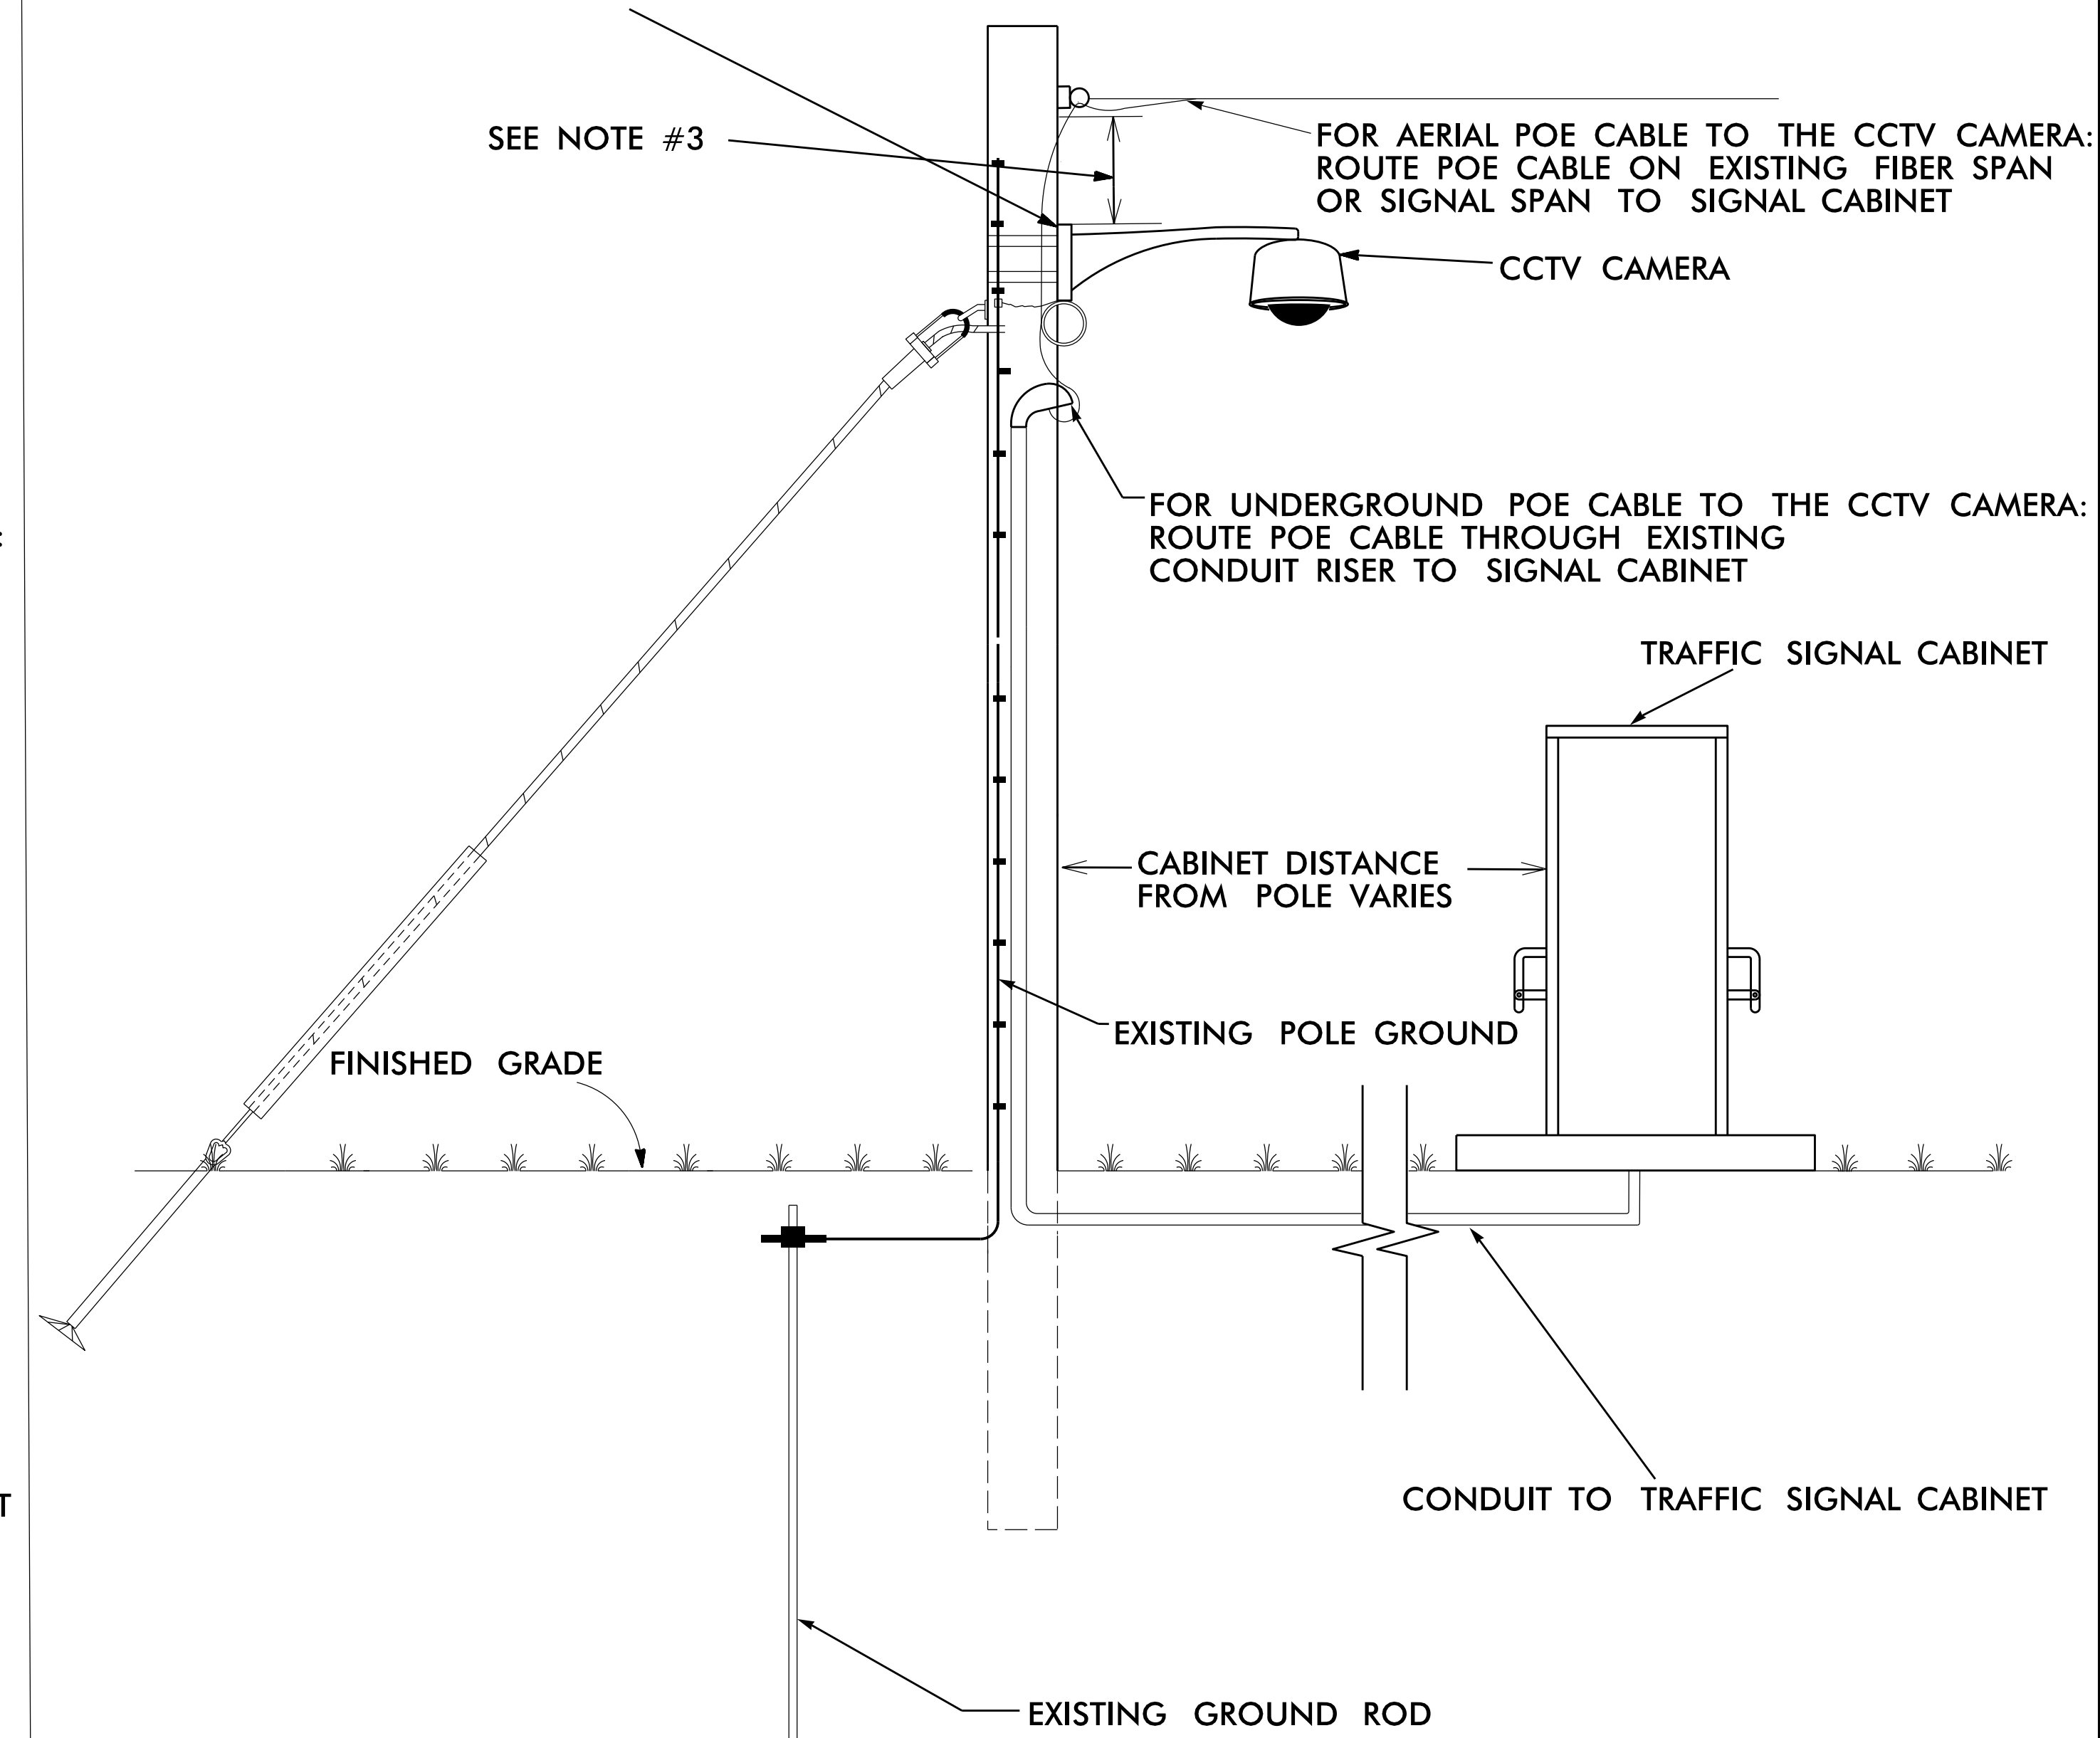 SEE NOTE #3
FOR AERIAL POE CABLE TO THE CCTV CAMERA:
ROUTE POE CABLE ON EXISTING FIBER SPAN
OR SIGNAL SPAN TO SIGNAL CABINET
CCTV CAMERA
FOR UNDERGROUND POE CABLE TO THE CCTV CAMERA:
ROUTE POE CABLE THROUGH EXISTING
CONDUIT RISER TO SIGNAL CABINET
TRAFFIC SIGNAL CABINET
CABINET DISTANCE
FROM POLE VARIES
EXISTING POLE GROUND
FINISHED GRADE
CONDUIT TO TRAFFIC SIGNAL CABINET
EXISTING GROUND ROD